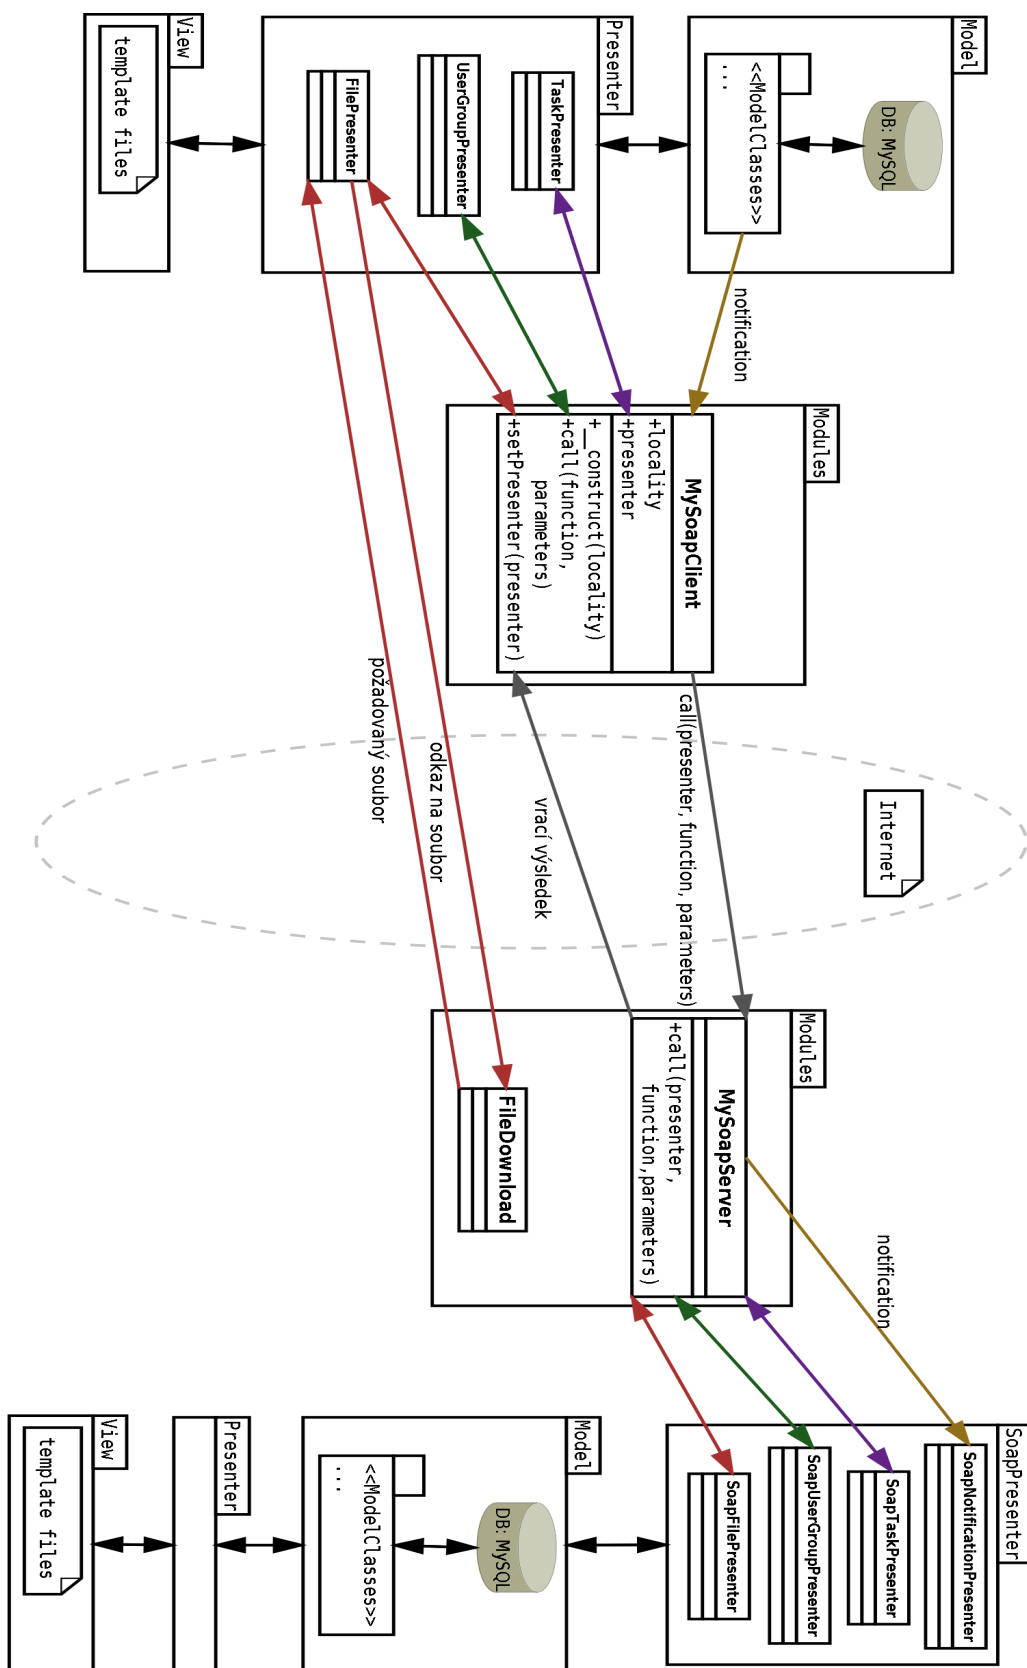 Model
DB: MySQL
<<ModelClasses>>
...
Presenter
TaskPresenter
UserGroupPresenter
FilePresenter
View
template files
notification
Modules
MySoapClient
+locality
+presenter
+__construct(locality)
+call(function,
parameters)
+setPresenter(presenter)
Internet
call(presenter, function, parameters)
vrací výsledek
odkaz na soubor
požadovaný soubor
Modules
MySoapServer
+call(presenter,
function,parameters)
FileDownload
notification
SoapPresenter
SoapNotificationPresenter
SoapTaskPresenter
SoapUserGroupPresenter
SoapFilePresenter
Model
DB: MySQL
<<ModelClasses>>
...
Presenter
View
template files